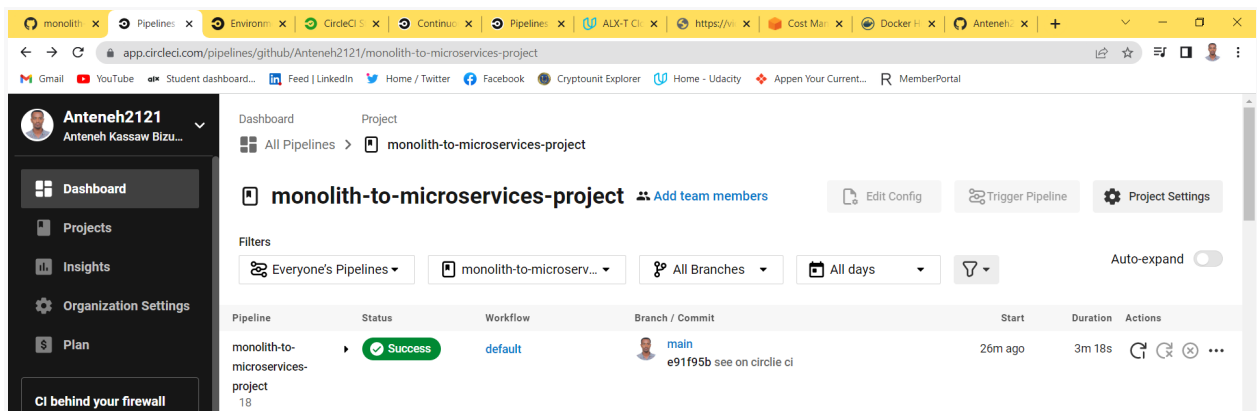 monolith
Pipelines
Environm
CircleCI S
Continuo
Pipelines
ALX-T Clo
https://vi
Cost Man
Docker H
Anteneh2
app.circleci.com/pipelines/github/Anteneh2121/monolith-to-microservices-project
Gmail
YouTube
Student dashboard...
Feed | LinkedIn
Home / Twitter
Facebook
Cryptounit Explorer
Home - Udacity
Appen Your Current...
MemberPortal
Anteneh2121
Anteneh Kassaw Bizu...
Dashboard
Projects
Insights
Organization Settings
Plan
CI behind your firewall
Dashboard Project
All Pipelines > monolith-to-microservices-project
monolith-to-microservices-project
Add team members
Edit Config
Trigger Pipeline
Project Settings
Filters
Everyone's Pipelines
monolith-to-microserv...
All Branches
All days
Auto-expand
Pipeline Status Workflow Branch / Commit Start Duration Actions
monolith-to-
microservices-
project
18
Success
default
main
e91f95b see on circlie ci
26m ago
3m 18s